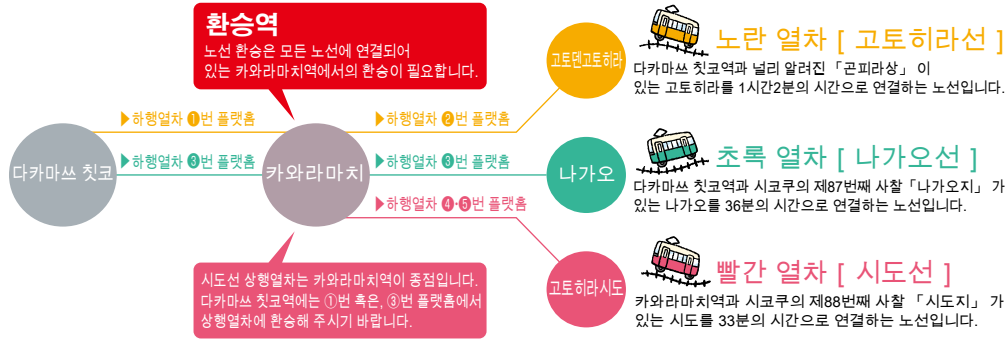 환승역
노선 환승은 모든 노선에 연결되어
있는 카와라마치역에서의 환승이 필요합니다.
▶하행열차 ❶번 플랫홈
▶하행열차 ❷번 플랫홈
▶하행열차 ❸번 플랫홈
▶하행열차 ❸번 플랫홈
▶하행열차 ❹·❺번 플랫홈
다카마쓰 칫코
카와라마치
고토덴고토히라
나가오
고토히라시도
시도선 상행열차는 카와라마치역이 종점입니다.
다카마쓰 칫코역에는 ①번 혹은, ③번 플랫홈에서
상행열차에 환승해 주시기 바랍니다.
노란 열차 [ 고토히라선 ]
다카마쓰 칫코역과 널리 알려진 「곤피라상」 이
있는 고토히라를 1시간2분의 시간으로 연결하는 노선입니다.
초록 열차 [ 나가오선 ]
다카마쓰 칫코역과 시코쿠의 제87번째 사찰「나가오지」 가
있는 나가오를 36분의 시간으로 연결하는 노선입니다.
빨간 열차 [ 시도선 ]
카와라마치역과 시코쿠의 제88번째 사찰 「시도지」 가
있는 시도를 33분의 시간으로 연결하는 노선입니다.